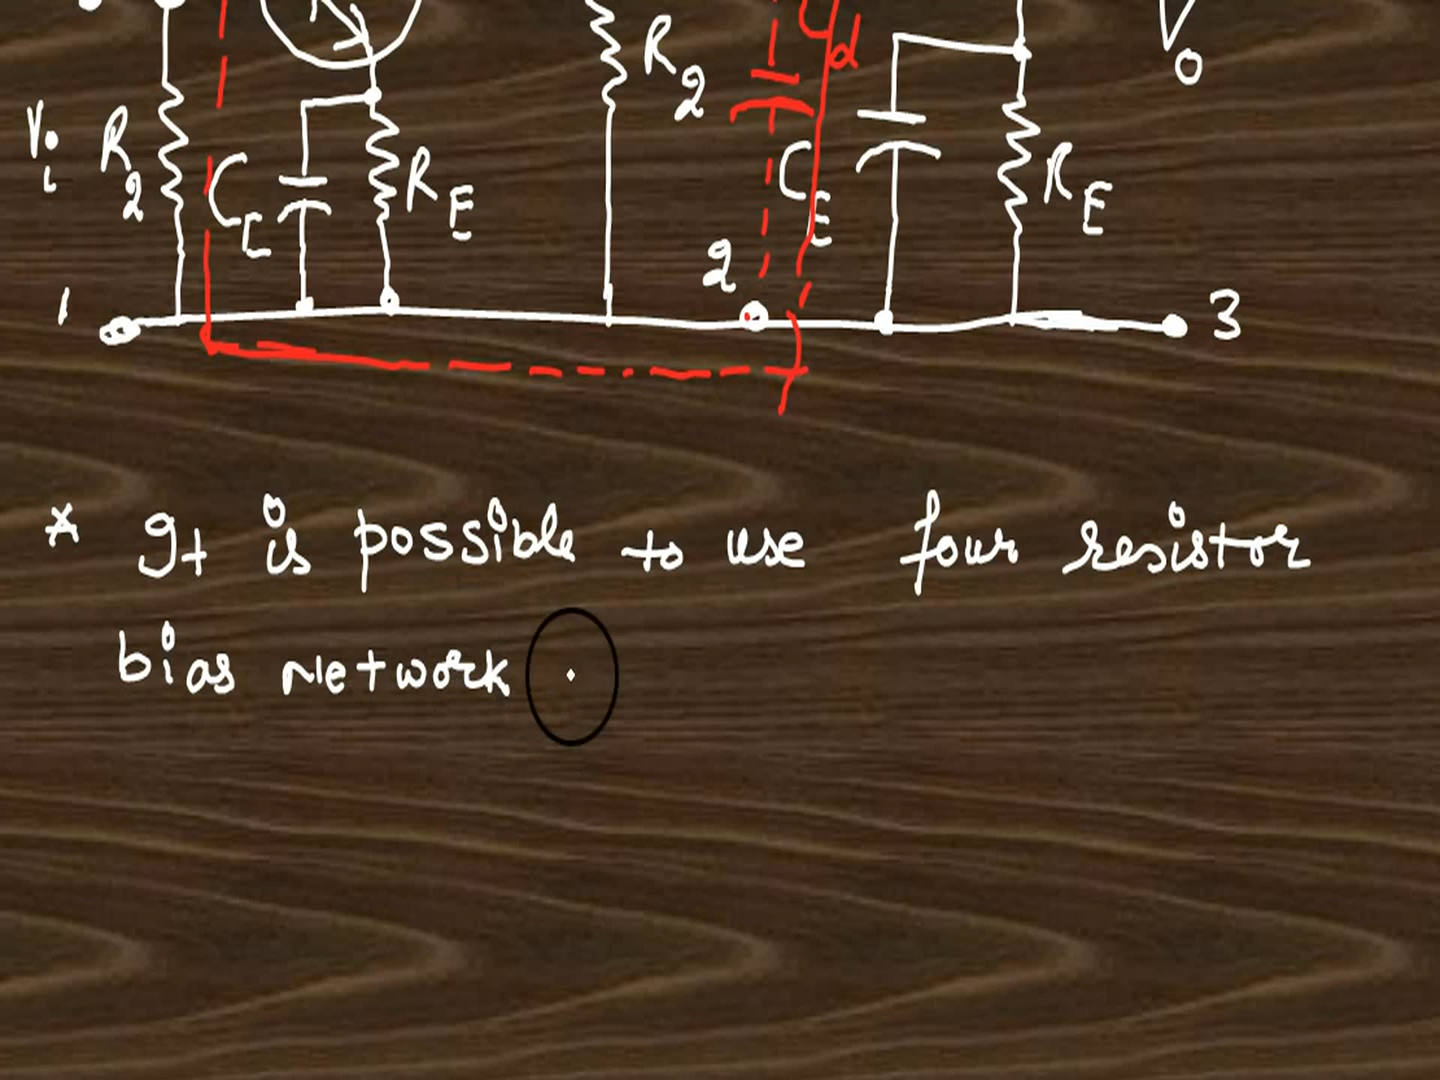 R2
C d
Vo
Vi R2
CE RE
CE
RE
2
1
3
* It is possible to use four resistor
bias network